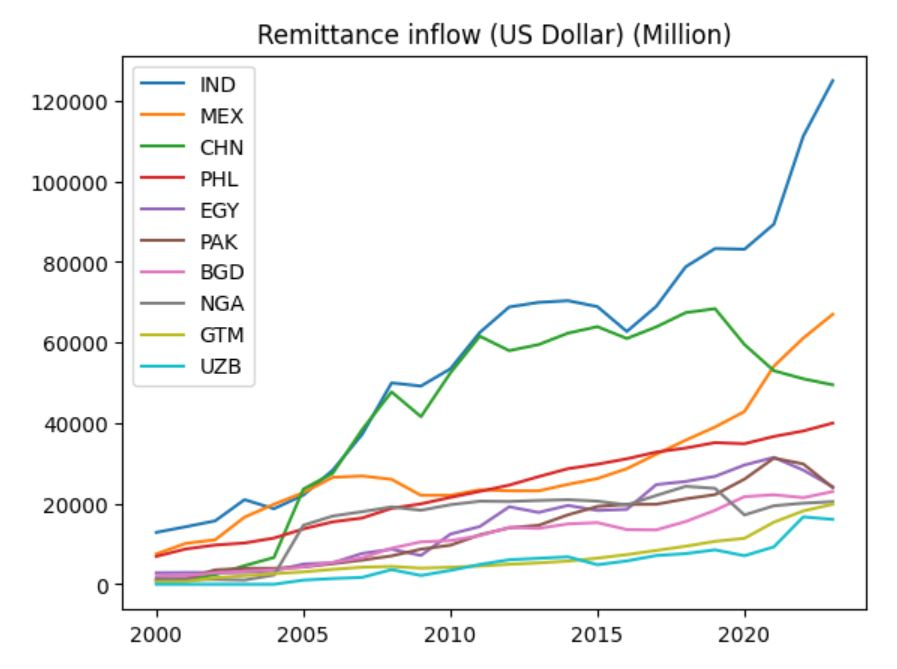 Remittance inflow (US Dollar) (Million)
IND
MEX
CHN
PHL
EGY
PAK
BGD
NGA
GTM
UZB
120000
100000
80000
60000
40000
20000
0
2000 2005 2010 2015 2020